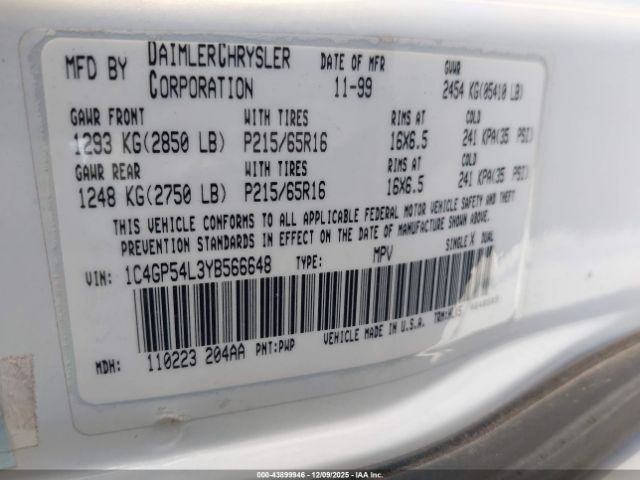 MFD BY DAIMLERCHRYSLER CORPORATION DATE OF MFR 11-99 GVWR 2454 KG(05410 LB)
GAWR FRONT WITH TIRES RIMS AT COLD
1293 KG(2850 LB) P215/65R16 16X6.5 241 KPA(35 PSI)
GAWR REAR WITH TIRES RIMS AT COLD
1248 KG(2750 LB) P215/65R16 16X6.5 241 KPA(35 PSI)
THIS VEHICLE CONFORMS TO ALL APPLICABLE FEDERAL MOTOR VEHICLE SAFETY AND THEFT
PREVENTION STANDARDS IN EFFECT ON THE DATE OF MANUFACTURE SHOWN ABOVE.
VIN: 1C4GP54L3YB566648 TYPE: MPV SINGLE X DUAL
MDH: 110223 204AA PNT:PW7 VEHICLE MADE IN U.S.A.
000-43899946 - 12/09/2025 - IAAI.com